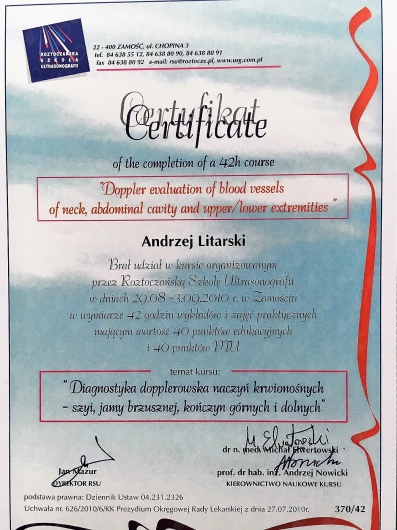 ROZTOCZAŃSKA
SZKOŁA
ULTRASONOGRAFII
22 - 400 ZAMOŚĆ, ul. CHOPINA 3
tel. 84 638 55 12, 84 638 80 90, 84 638 80 91
fax 84 638 80 92 e-mail: rsu@roztocze.pl, www.usg.com.pl
Certyfikat
Certificate
of the completion of a 42h course
"Doppler evaluation of blood vessels
of neck, abdominal cavity and upper/lower extremities"
Andrzej Litarski
Brał udział w kursie organizowanym
przez Roztoczańską Szkołę Ultrasonografii
w dniach 29.08 - 3.09.2010 r. w Zamościu
w wymiarze 42 godzin wykładów i zajęć praktycznych
mającym wartość 40 punktów edukacyjnych
i 40 punktów PTU
temat kursu:
"Diagnostyka dopplerowska naczyń krwionośnych
- szyi, jamy brzusznej, kończyn górnych i dolnych"
dr n. med. Michał Elwertowski
Jan Mazur
DYREKTOR RSU
prof. dr hab. inż. Andrzej Nowicki
KIEROWNICTWO NAUKOWE KURSU
podstawa prawna: Dziennik Ustaw 04.231.2326
Uchwała nr. 626/2010/6/KK Prezydium Okręgowej Rady Lekarskiej z dnia 27.07.2010r.
370/42